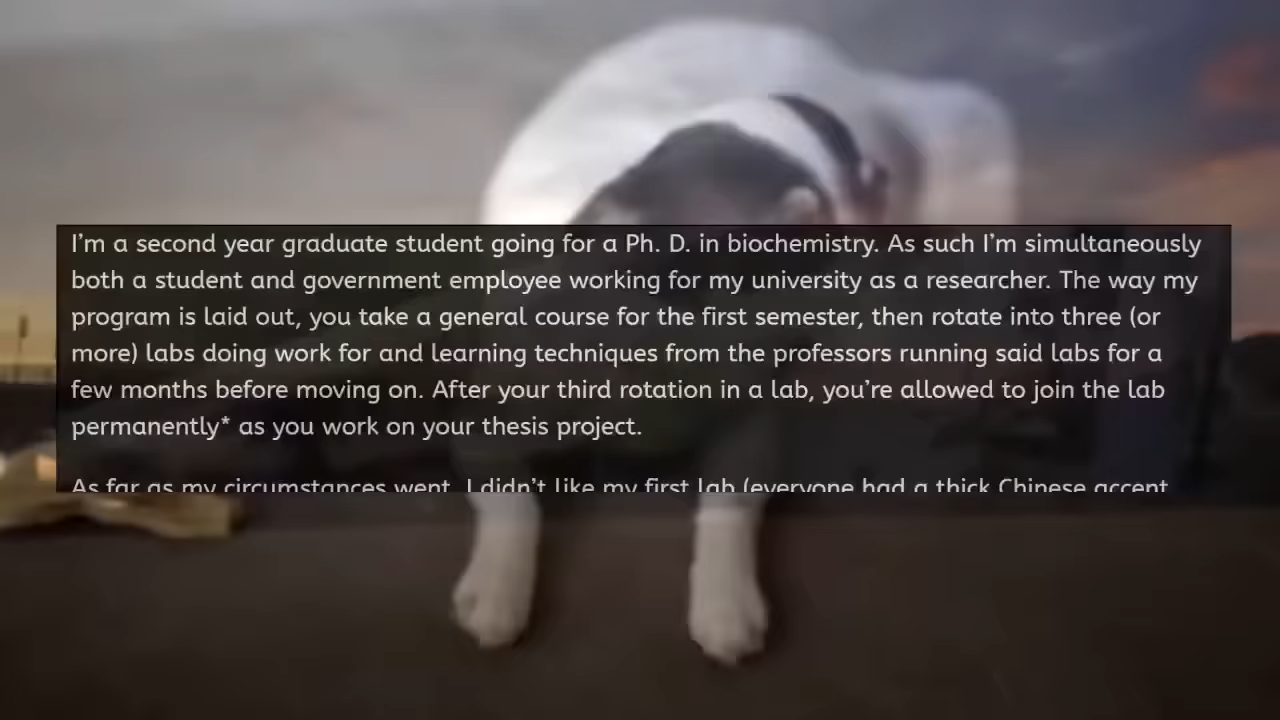 I’m a second year graduate student going for a Ph. D. in biochemistry. As such I’m simultaneously
both a student and government employee working for my university as a researcher. The way my
program is laid out, you take a general course for the first semester, then rotate into three (or
more) labs doing work for and learning techniques from the professors running said labs for a
few months before moving on. After your third rotation in a lab, you’re allowed to join the lab
permanently* as you work on your thesis project.
As far as my circumstances went, I didn’t like my first lab (everyone had a thick Chinese accent